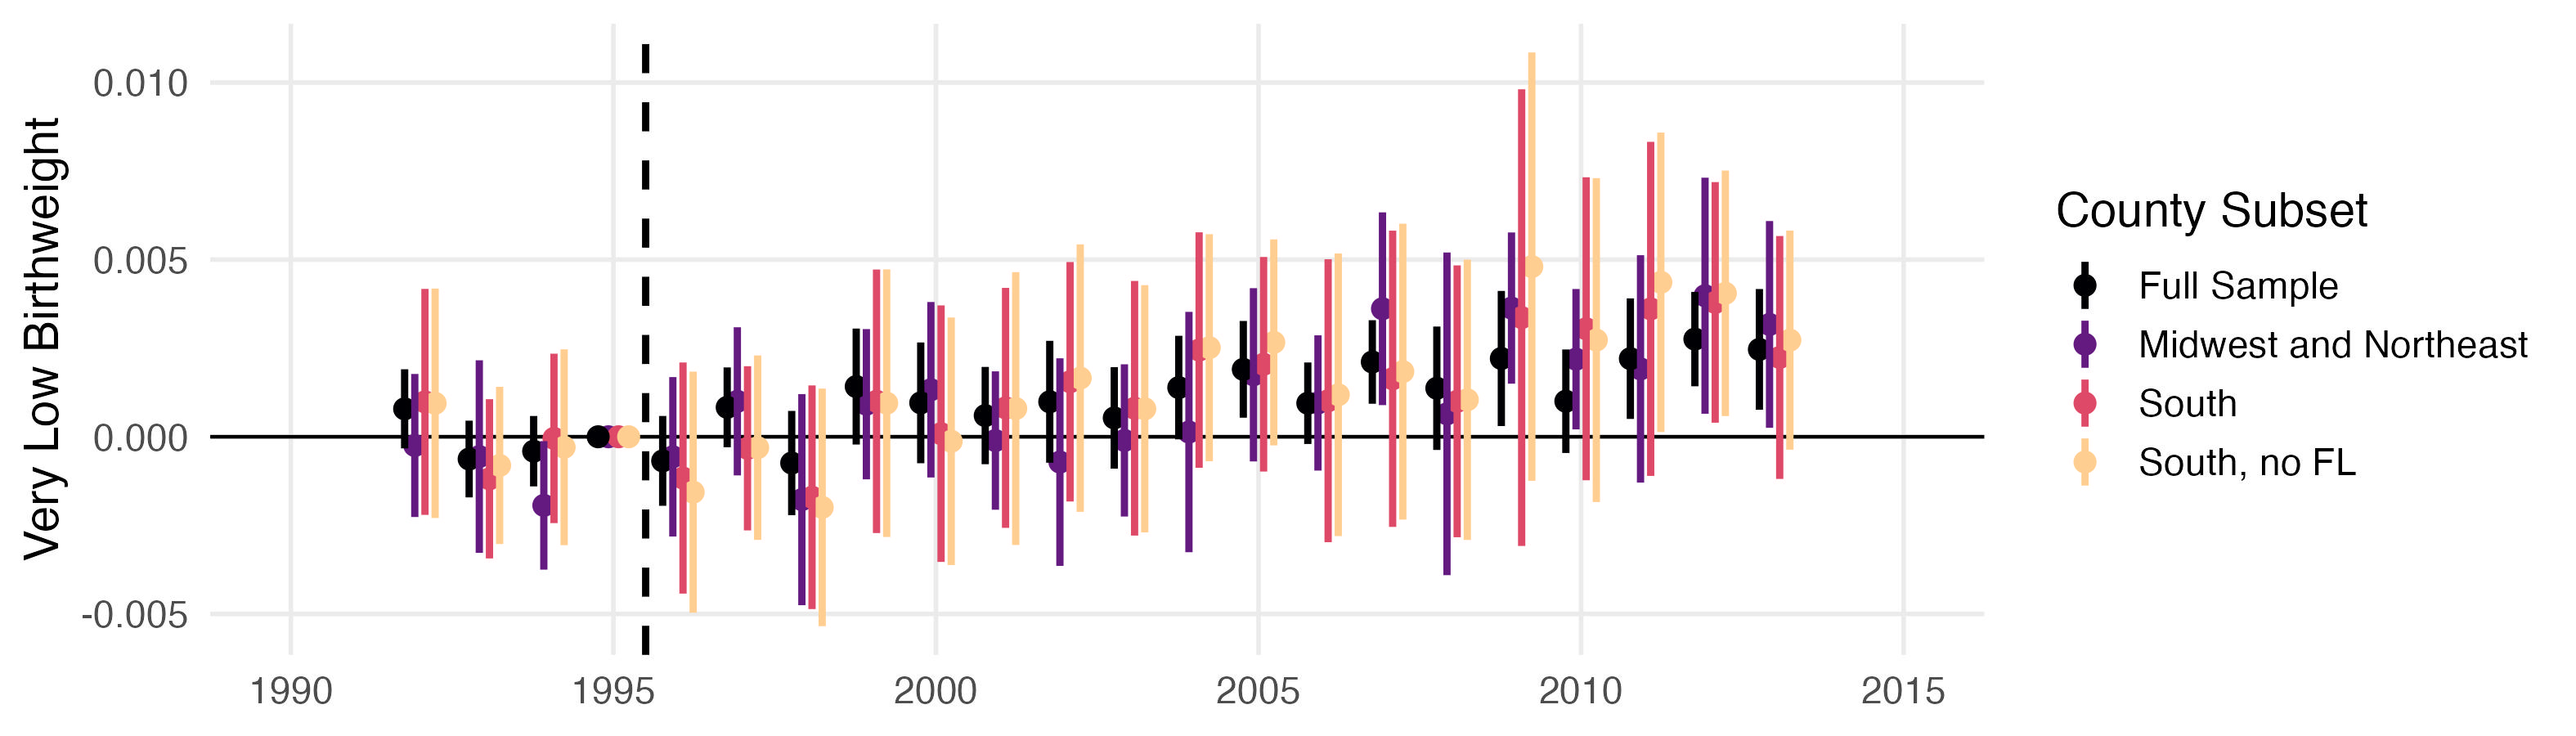 Very Low Birthweight
0.010
0.005
0.000
-0.005
1990
1995
2000
2005
2010
2015
County Subset
Full Sample
Midwest and Northeast
South
South, no FL